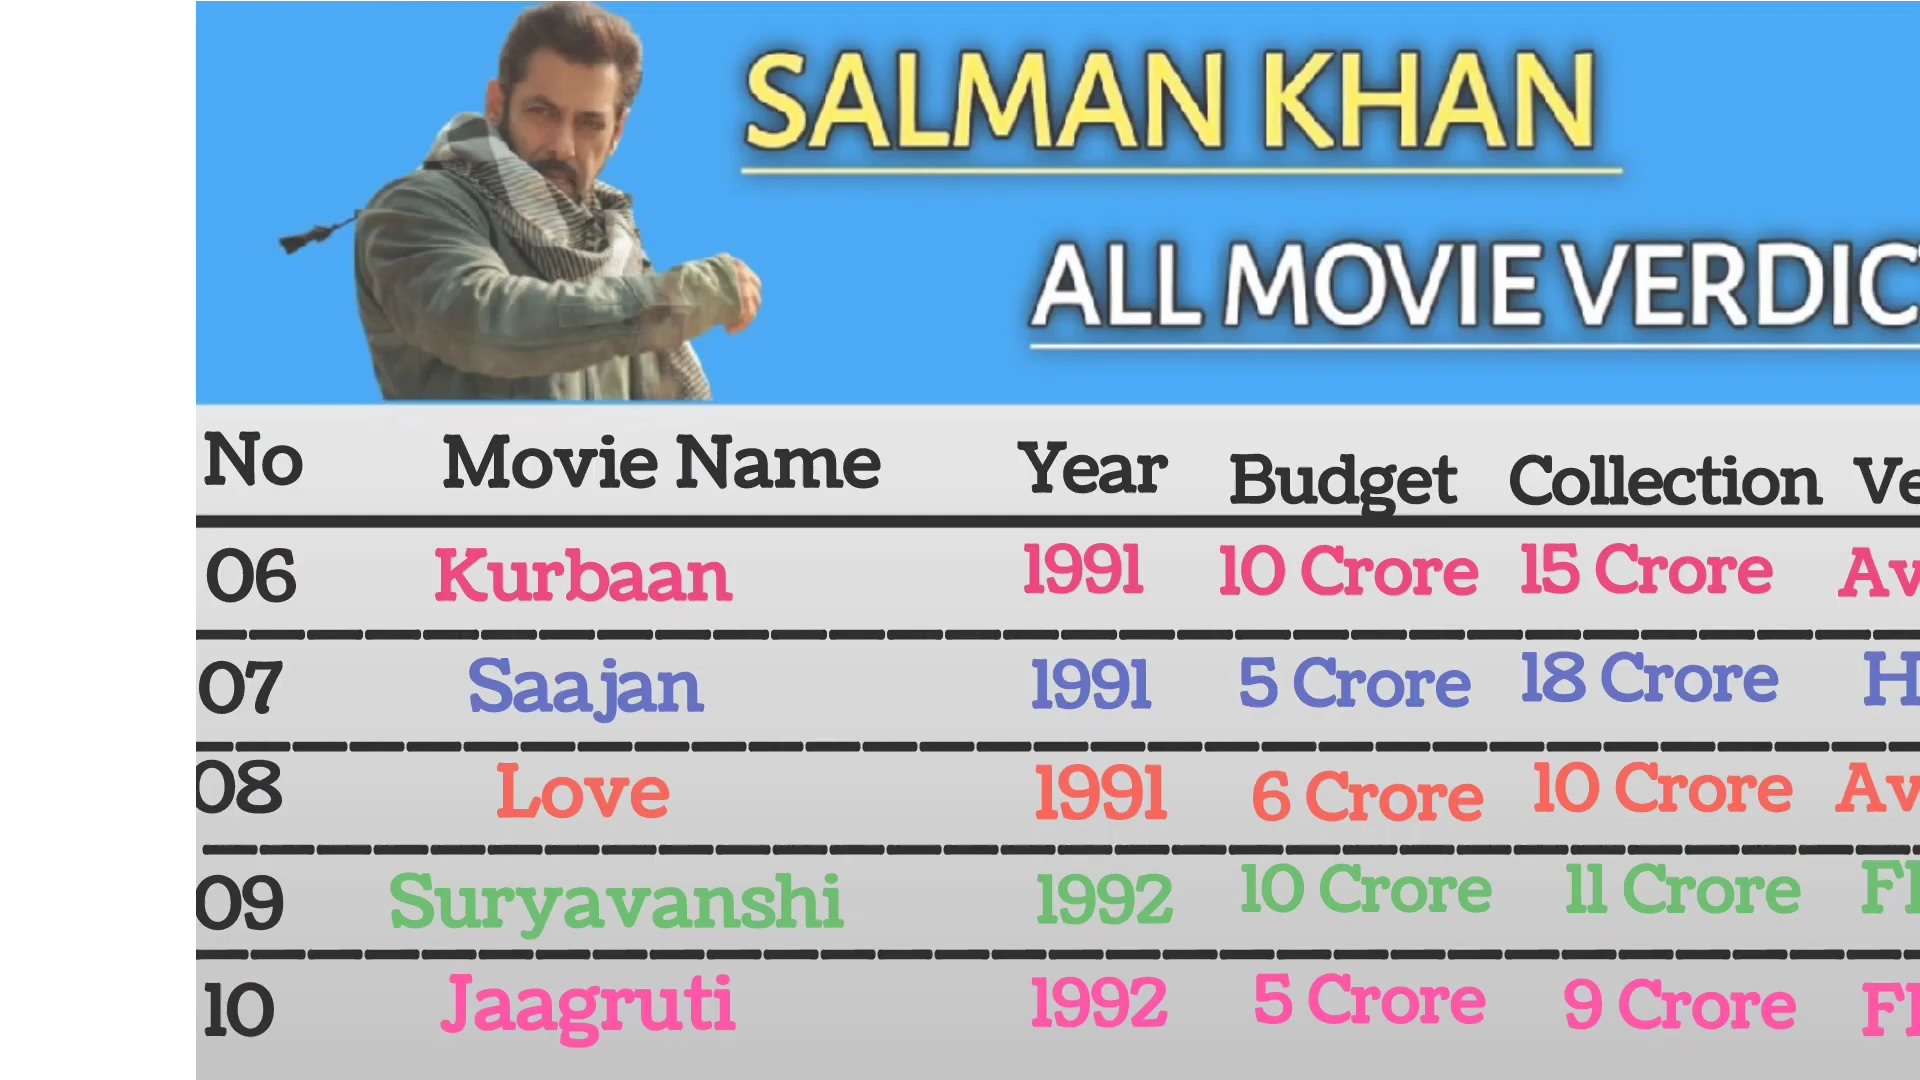 SALMAN KHAN
ALL MOVIE VERDIC
No Movie Name Year Budget Collection Ve
06 Kurbaan 1991 10 Crore 15 Crore Av
07 Saajan 1991 5 Crore 18 Crore H
08 Love 1991 6 Crore 10 Crore Av
09 Suryavanshi 1992 10 Crore 11 Crore Fl
10 Jaagruti 1992 5 Crore 9 Crore Fl